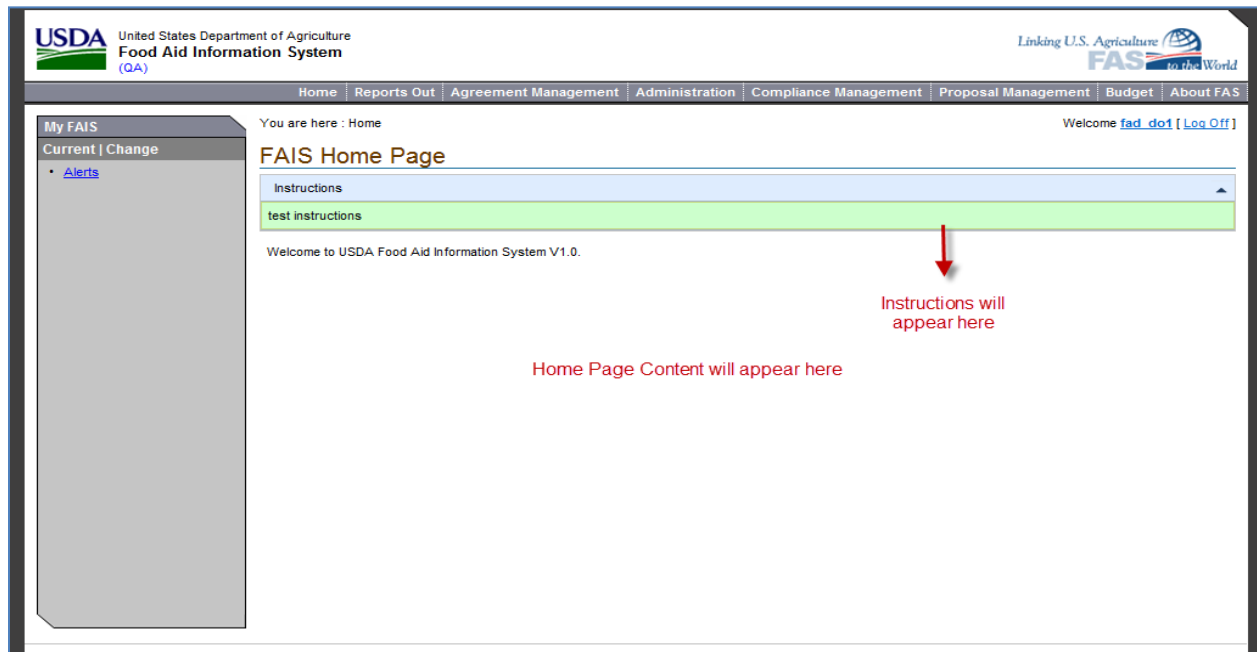 USDA
United States Department of Agriculture
Food Aid Information System
(QA)
Linking U.S. Agriculture
FAS to the World
Home Reports Out Agreement Management Administration Compliance Management Proposal Management Budget About FAS
My FAIS
Current | Change
• Alerts
You are here : Home
Welcome fad_do1 [ Log Off ]
FAIS Home Page
Instructions
test instructions
Welcome to USDA Food Aid Information System V1.0.
Instructions will
appear here
Home Page Content will appear here